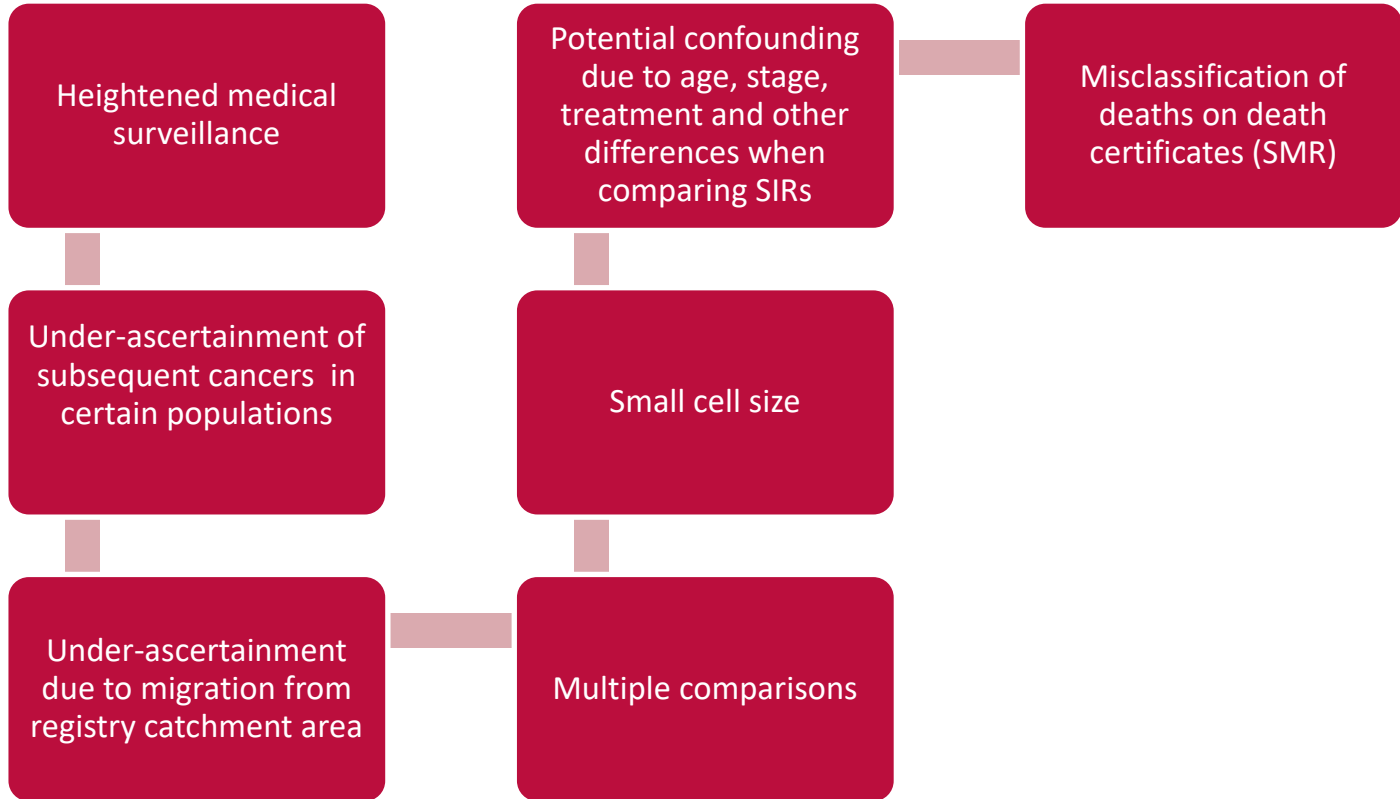 Heightened medical
surveillance
Under-ascertainment of
subsequent cancers in
certain populations
Under-ascertainment
due to migration from
registry catchment area
Multiple comparisons
Small cell size
Potential confounding
due to age, stage,
treatment and other
differences when
comparing SIRs
Misclassification of
deaths on death
certificates (SMR)